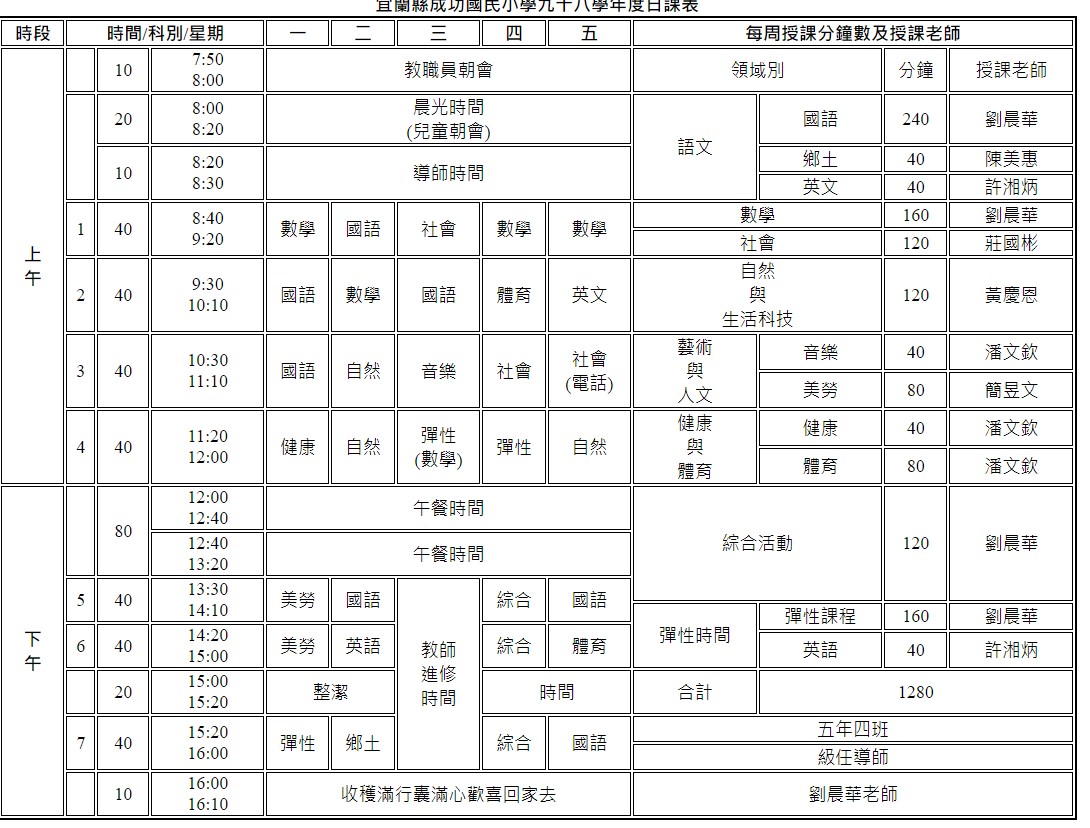 宜蘭縣成功國民小學九十八學年度日課表
時段 時間/科別/星期 一 二 三 四 五 每周授課分鐘數及授課老師
上午
10 7:50 8:00 教職員朝會 領域別 分鐘 授課老師
20 8:00 8:20 晨光時間 (兒童朝會) 語文 國語 240 劉晨華
10 8:20 8:30 導師時間 鄉土 40 陳美惠
英文 40 許湘炳
1 40 8:40 9:20 數學 國語 社會 數學 數學 數學 160 劉晨華
社會 120 莊國彬
2 40 9:30 10:10 國語 數學 國語 體育 英文 自然與生活科技 120 黃慶恩
3 40 10:30 11:10 國語 自然 音樂 社會 社會 (電話) 藝術與人文 音樂 40 潘文欽
美勞 80 簡昱文
4 40 11:20 12:00 健康 自然 彈性 (數學) 彈性 自然 健康與體育 健康 40 潘文欽
體育 80 潘文欽
下午
80 12:00 12:40 午餐時間 綜合活動 120 劉晨華
12:40 13:20 午餐時間
5 40 13:30 14:10 美勞 國語 教師進修時間 綜合 國語
彈性時間 彈性課程 160 劉晨華
6 40 14:20 15:00 美勞 英語 綜合 體育 英語 40 許湘炳
20 15:00 15:20 整潔 時間 合計 1280
7 40 15:20 16:00 彈性 鄉土 綜合 國語 五年四班
級任導師
10 16:00 16:10 收穫滿行囊滿心歡喜回家去 劉晨華老師